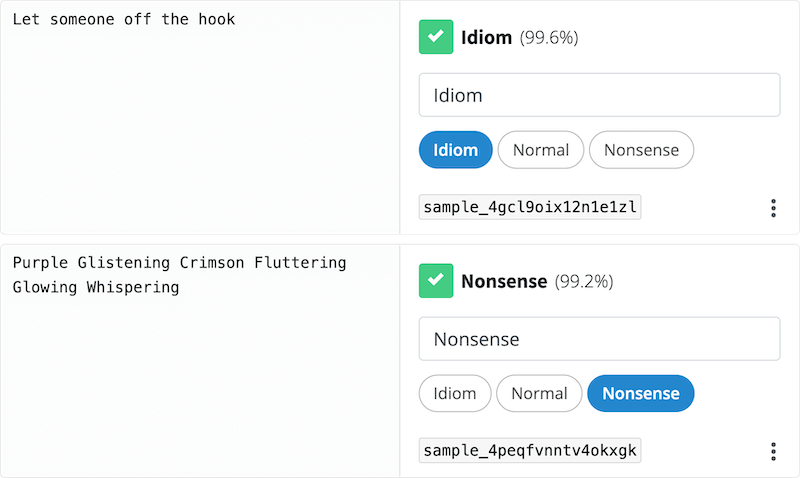 Let someone off the hook
Idiom (99.6%)
Idiom
Idiom Normal Nonsense
sample_4gcl9oix12n1e1zl
Purple Glistening Crimson Fluttering
Glowing Whispering
Nonsense (99.2%)
Nonsense
Idiom Normal Nonsense
sample_4peqfvnntv4okxgk